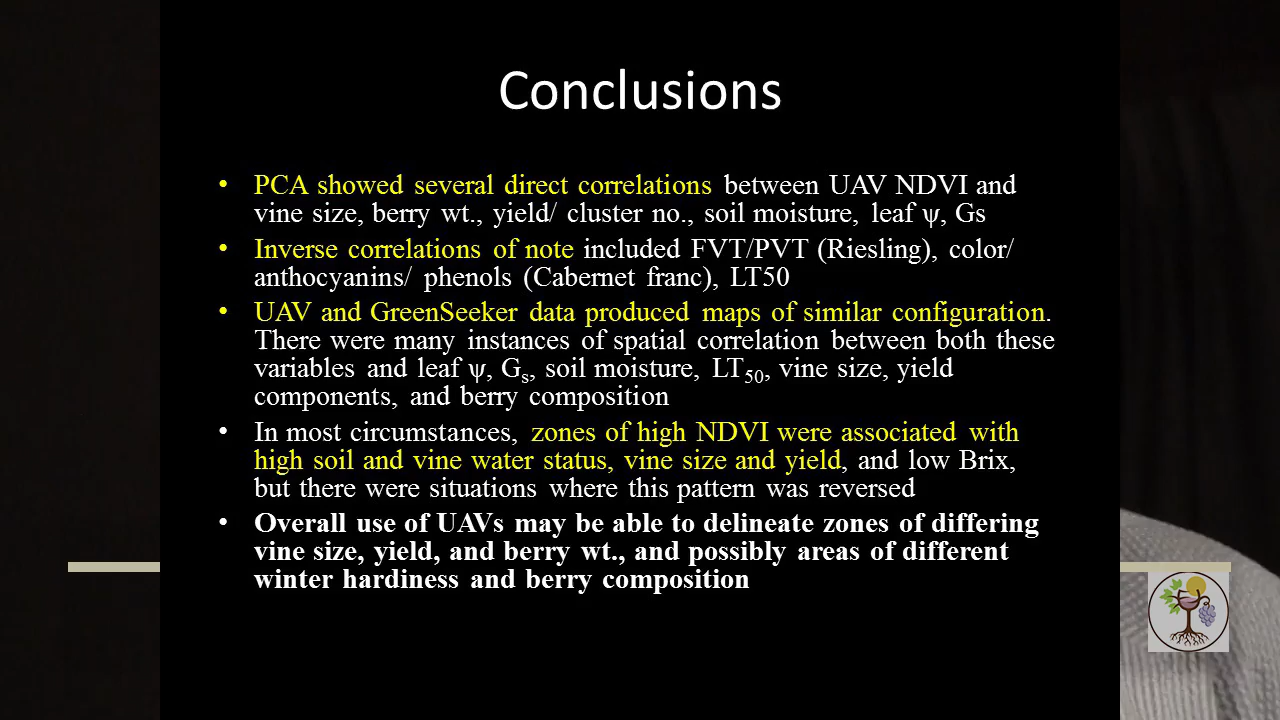 Conclusions
• PCA showed several direct correlations between UAV NDVI and
vine size, berry wt., yield/ cluster no., soil moisture, leaf ψ, Gs
• Inverse correlations of note included FVT/PVT (Riesling), color/
anthocyanins/ phenols (Cabernet franc), LT50
• UAV and GreenSeeker data produced maps of similar configuration.
There were many instances of spatial correlation between both these
variables and leaf ψ, Gs, soil moisture, LT50, vine size, yield
components, and berry composition
• In most circumstances, zones of high NDVI were associated with
high soil and vine water status, vine size and yield, and low Brix,
but there were situations where this pattern was reversed
• Overall use of UAVs may be able to delineate zones of differing
vine size, yield, and berry wt., and possibly areas of different
winter hardiness and berry composition